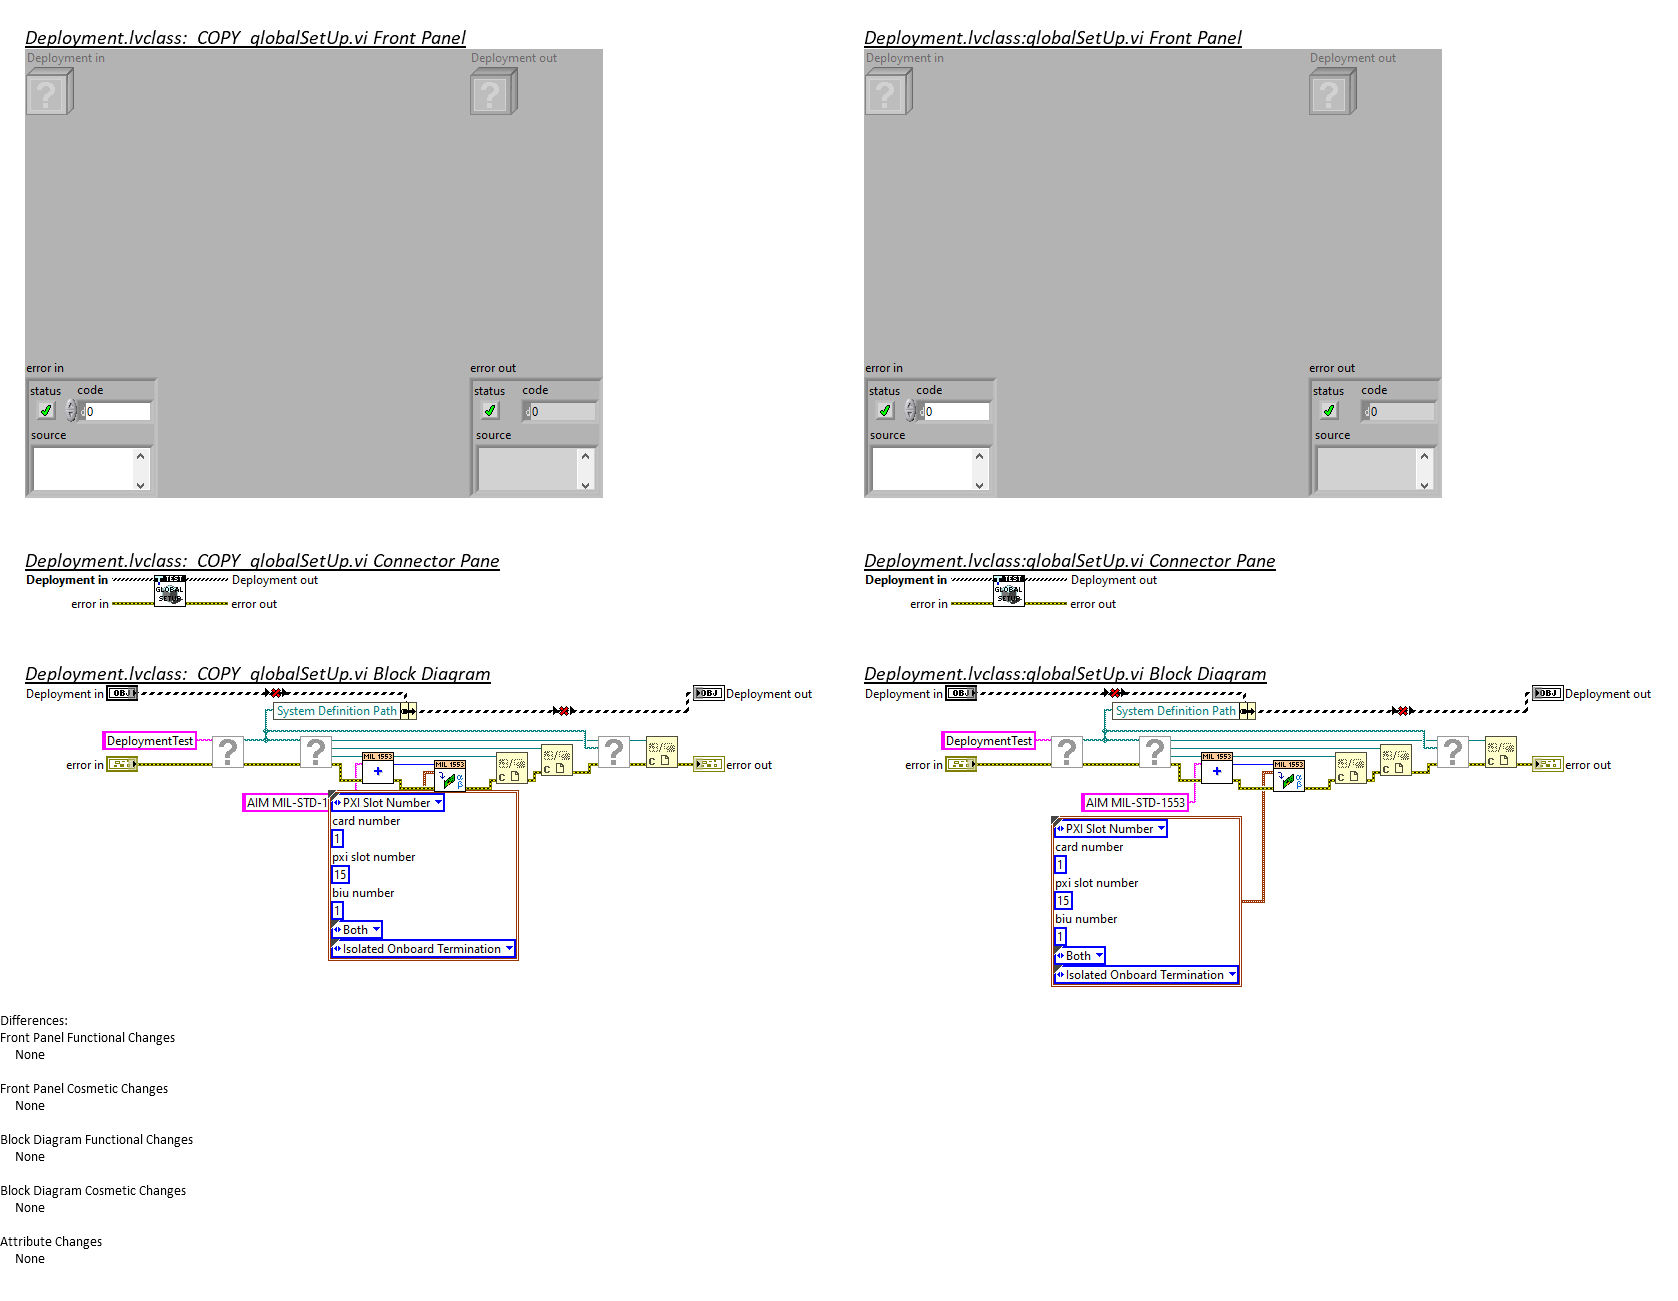 Deployment.lvclass:_COPY_globalSetUp.vi Front Panel
Deployment in
Deployment out
?
?
error in
error out
status code
0
source
status code
0
source
Deployment.lvclass:globalSetUp.vi Front Panel
Deployment in
Deployment out
?
?
error in
error out
status code
0
source
status code
0
source
Deployment.lvclass:_COPY_globalSetUp.vi Connector Pane
Deployment in
Deployment out
TEST
GLOBAL
SETUP
error in
error out
Deployment.lvclass:globalSetUp.vi Connector Pane
Deployment in
Deployment out
TEST
GLOBAL
SETUP
error in
error out
Deployment.lvclass:_COPY_globalSetUp.vi Block Diagram
Deployment in
OBJ
OBJ
Deployment out
System Definition Path
DeploymentTest
?
?
?
error in
MIL 1553
MIL 1553
C
C
C
error out
AIM MIL-STD-1
PXI Slot Number
card number
1
pxi slot number
15
biu number
1
Both
Isolated Onboard Termination
Deployment.lvclass:globalSetUp.vi Block Diagram
Deployment in
OBJ
OBJ
Deployment out
System Definition Path
DeploymentTest
?
?
?
error in
MIL 1553
MIL 1553
C
C
C
error out
AIM MIL-STD-1553
PXI Slot Number
card number
1
pxi slot number
15
biu number
1
Both
Isolated Onboard Termination
Differences:
Front Panel Functional Changes
None
Front Panel Cosmetic Changes
None
Block Diagram Functional Changes
None
Block Diagram Cosmetic Changes
None
Attribute Changes
None